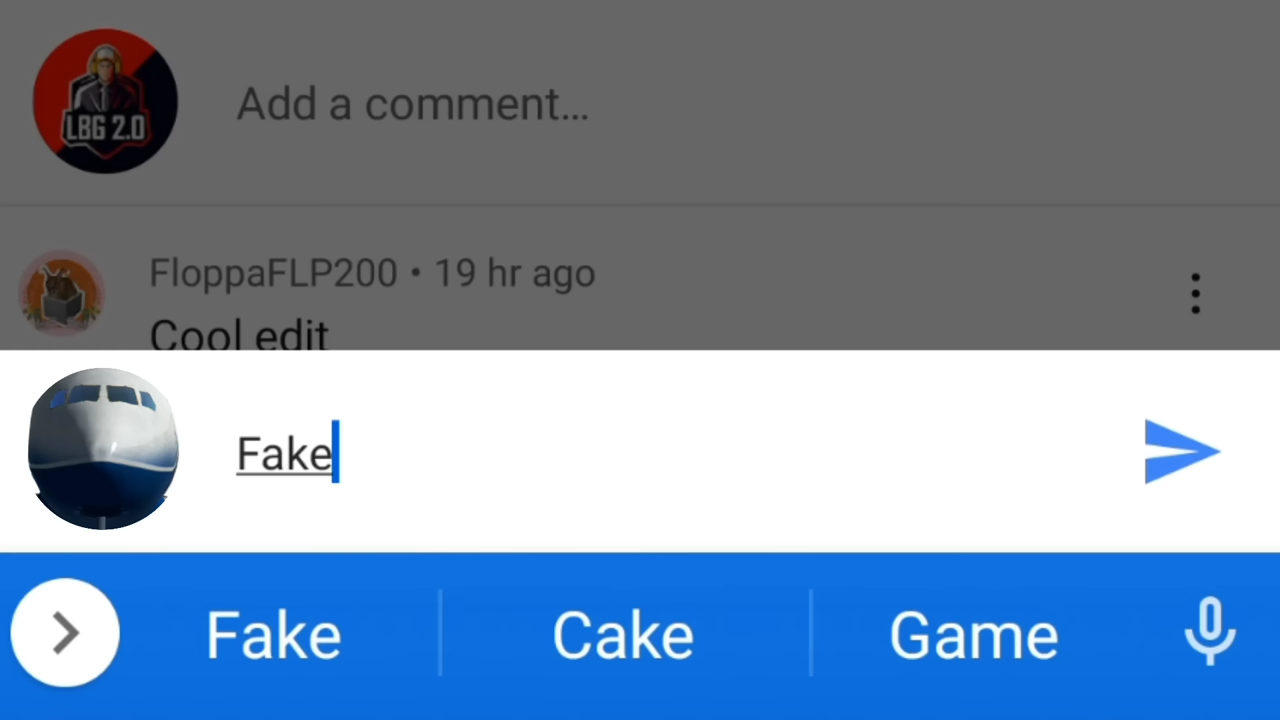 LBG 2.0
Add a comment...
FloppaFLP200 • 19 hr ago
Cool edit
Fake
Fake
Cake
Game